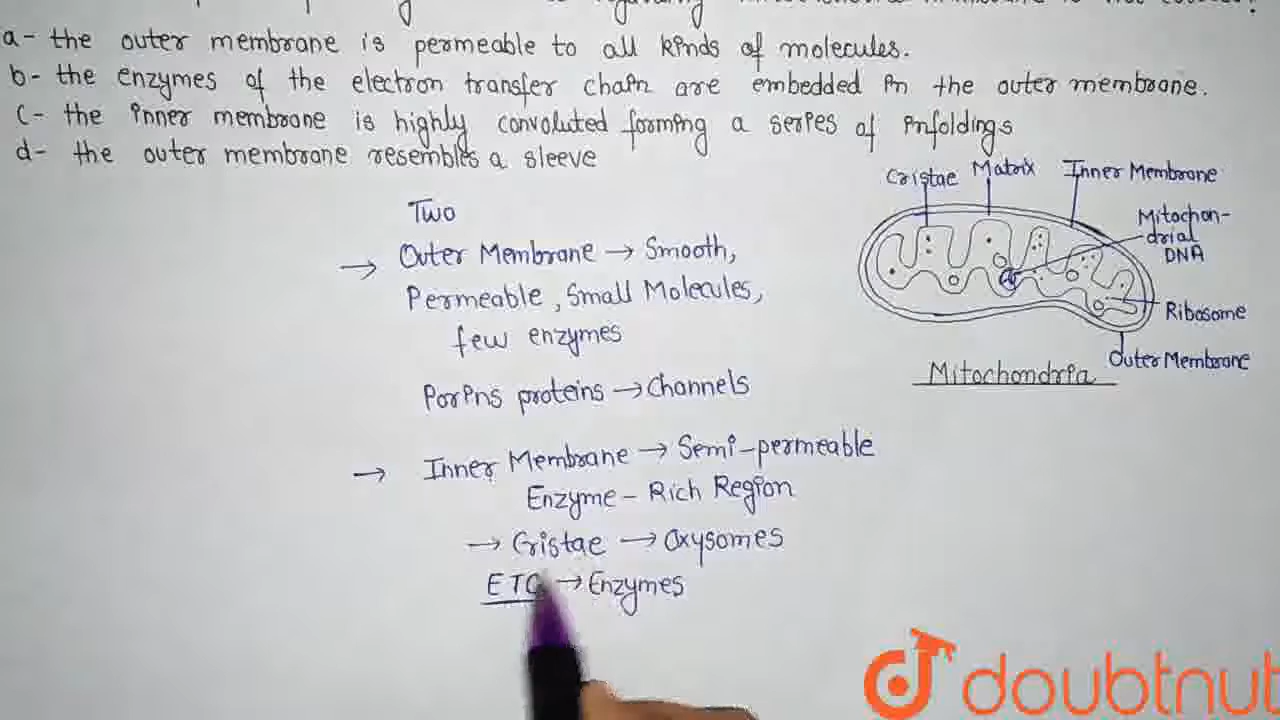 a- the outer membrane is permeable to all kinds of molecules.
b- the enzymes of the electron transfer chain are embedded in the outer membrane.
c- the inner membrane is highly convoluted forming a series of infoldings
d- the outer membrane resembles a sleeve
Two
→ Outer Membrane → Smooth,
Permeable, Small Molecules,
few enzymes
Porins proteins → Channels
→ Inner Membrane → Semi-permeable
Enzyme-Rich Region
→ Cristae → Oxysomes
ETC → Enzymes
Cristae
Matrix
Inner Membrane
Mitochon-
drial
DNA
Ribosome
Outer Membrane
Mitochondria
doubtnut